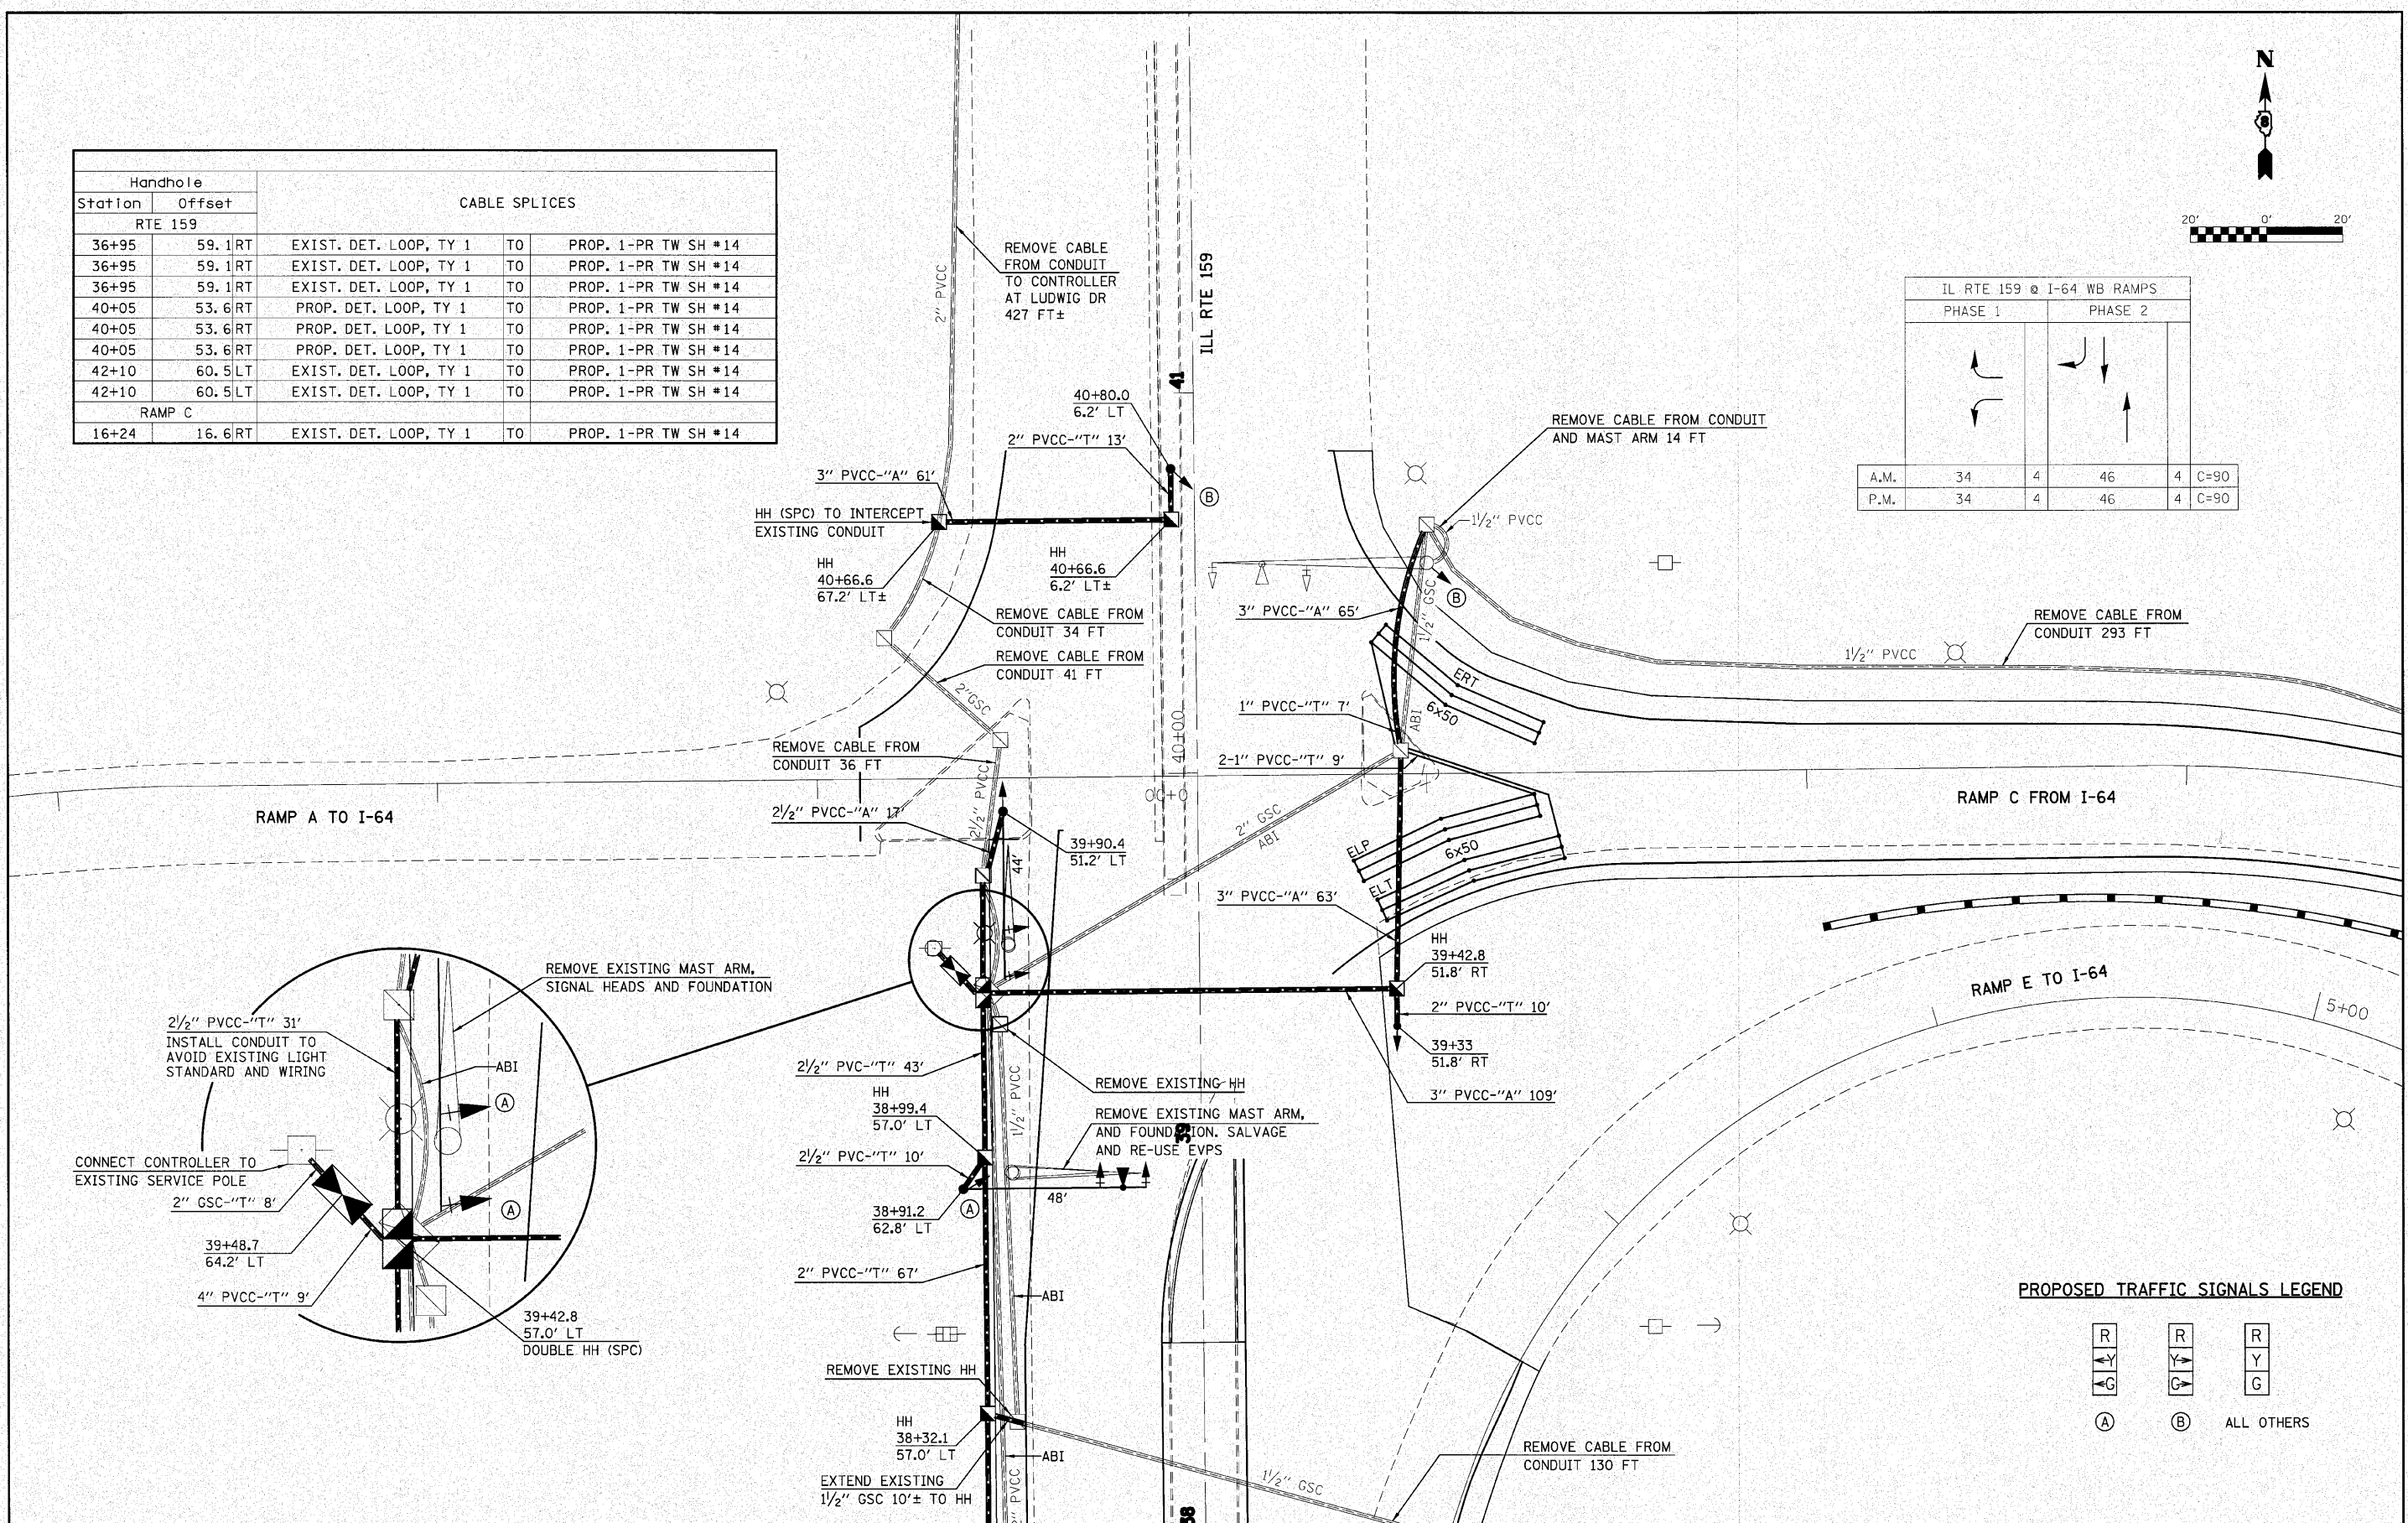 N
20' 0' 20'
Handhole
Station Offset CABLE SPLICES
RTE 159
36+95 59.1 RT EXIST. DET. LOOP, TY 1 TO PROP. 1-PR TW SH #14
36+95 59.1 RT EXIST. DET. LOOP, TY 1 TO PROP. 1-PR TW SH #14
36+95 59.1 RT EXIST. DET. LOOP, TY 1 TO PROP. 1-PR TW SH #14
40+05 53.6 RT PROP. DET. LOOP, TY 1 TO PROP. 1-PR TW SH #14
40+05 53.6 RT PROP. DET. LOOP, TY 1 TO PROP. 1-PR TW SH #14
40+05 53.6 RT PROP. DET. LOOP, TY 1 TO PROP. 1-PR TW SH #14
42+10 60.5 LT EXIST. DET. LOOP, TY 1 TO PROP. 1-PR TW SH #14
42+10 60.5 LT EXIST. DET. LOOP, TY 1 TO PROP. 1-PR TW SH #14
RAMP C
16+24 16.6 RT EXIST. DET. LOOP, TY 1 TO PROP. 1-PR TW SH #14
2" PVCC
REMOVE CABLE
FROM CONDUIT
TO CONTROLLER
AT LUDWIG DR
427 FT±
ILL RTE 159
41
IL RTE 159 @ I-64 WB RAMPS
PHASE 1 PHASE 2
A.M. 34 4 46 4 C=90
P.M. 34 4 46 4 C=90
40+80.0
6.2' LT
2" PVCC-"T" 13'
3" PVCC-"A" 61'
B
HH (SPC) TO INTERCEPT
EXISTING CONDUIT
HH
40+66.6
67.2' LT±
HH
40+66.6
6.2' LT±
REMOVE CABLE FROM CONDUIT
AND MAST ARM 14 FT
1½" PVCC
B
1½" GSC
3" PVCC-"A" 65'
REMOVE CABLE FROM
CONDUIT 34 FT
REMOVE CABLE FROM
CONDUIT 41 FT
2" GSC
REMOVE CABLE FROM
CONDUIT 293 FT
1½" PVCC
ERT
6x50
1" PVCC-"T" 7'
ABI
2-1" PVCC-"T" 9'
40+00
0+00
REMOVE CABLE FROM
CONDUIT 36 FT
2½" PVCC
2½" PVCC-"A" 17'
RAMP A TO I-64
RAMP C FROM I-64
39+90.4
51.2' LT
44'
2" GSC
ABI
ELP
6x50
ELT
3" PVCC-"A" 63'
HH
39+42.8
51.8' RT
2" PVCC-"T" 10'
39+33
51.8' RT
3" PVCC-"A" 109'
RAMP E TO I-64
5+00
REMOVE EXISTING MAST ARM,
SIGNAL HEADS AND FOUNDATION
2½" PVCC-"T" 31'
INSTALL CONDUIT TO
AVOID EXISTING LIGHT
STANDARD AND WIRING
ABI
A
A
CONNECT CONTROLLER TO
EXISTING SERVICE POLE
2" GSC-"T" 8'
39+48.7
64.2' LT
4" PVCC-"T" 9'
39+42.8
57.0' LT
DOUBLE HH (SPC)
2½" PVC-"T" 43'
HH
38+99.4
57.0' LT
2½" PVC-"T" 10'
38+91.2
62.8' LT
A
1½" PVCC
REMOVE EXISTING HH
REMOVE EXISTING MAST ARM,
AND FOUNDATION. SALVAGE
AND RE-USE EVPS
39
48'
2" PVCC-"T" 67'
ABI
REMOVE EXISTING HH
HH
38+32.1
57.0' LT
ABI
EXTEND EXISTING
1½" GSC 10'± TO HH
PVCC
1½" GSC
38
REMOVE CABLE FROM
CONDUIT 130 FT
PROPOSED TRAFFIC SIGNALS LEGEND
R R R
Y Y Y
G G G
A B ALL OTHERS